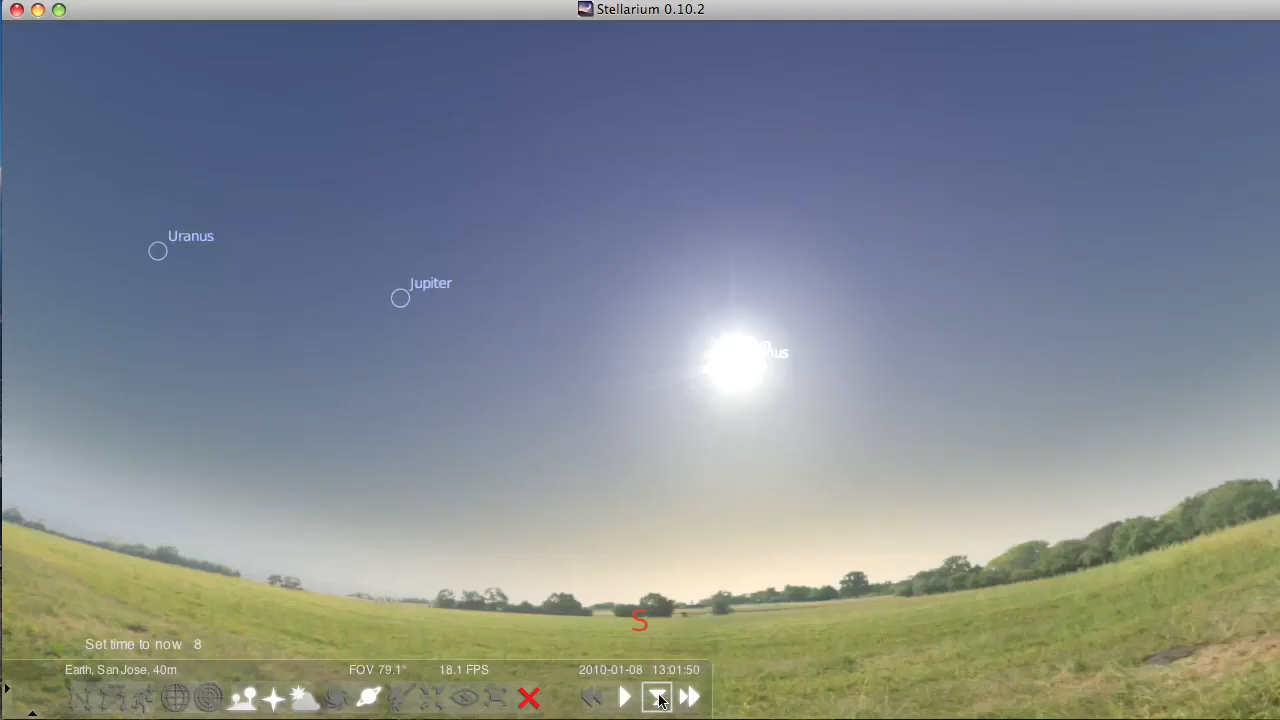 Stellarium 0.10.2
Uranus
Jupiter
S
Set time to now 8
Earth, San Jose, 40m FOV 79.1° 18.1 FPS 2010-01-08 13:01:50